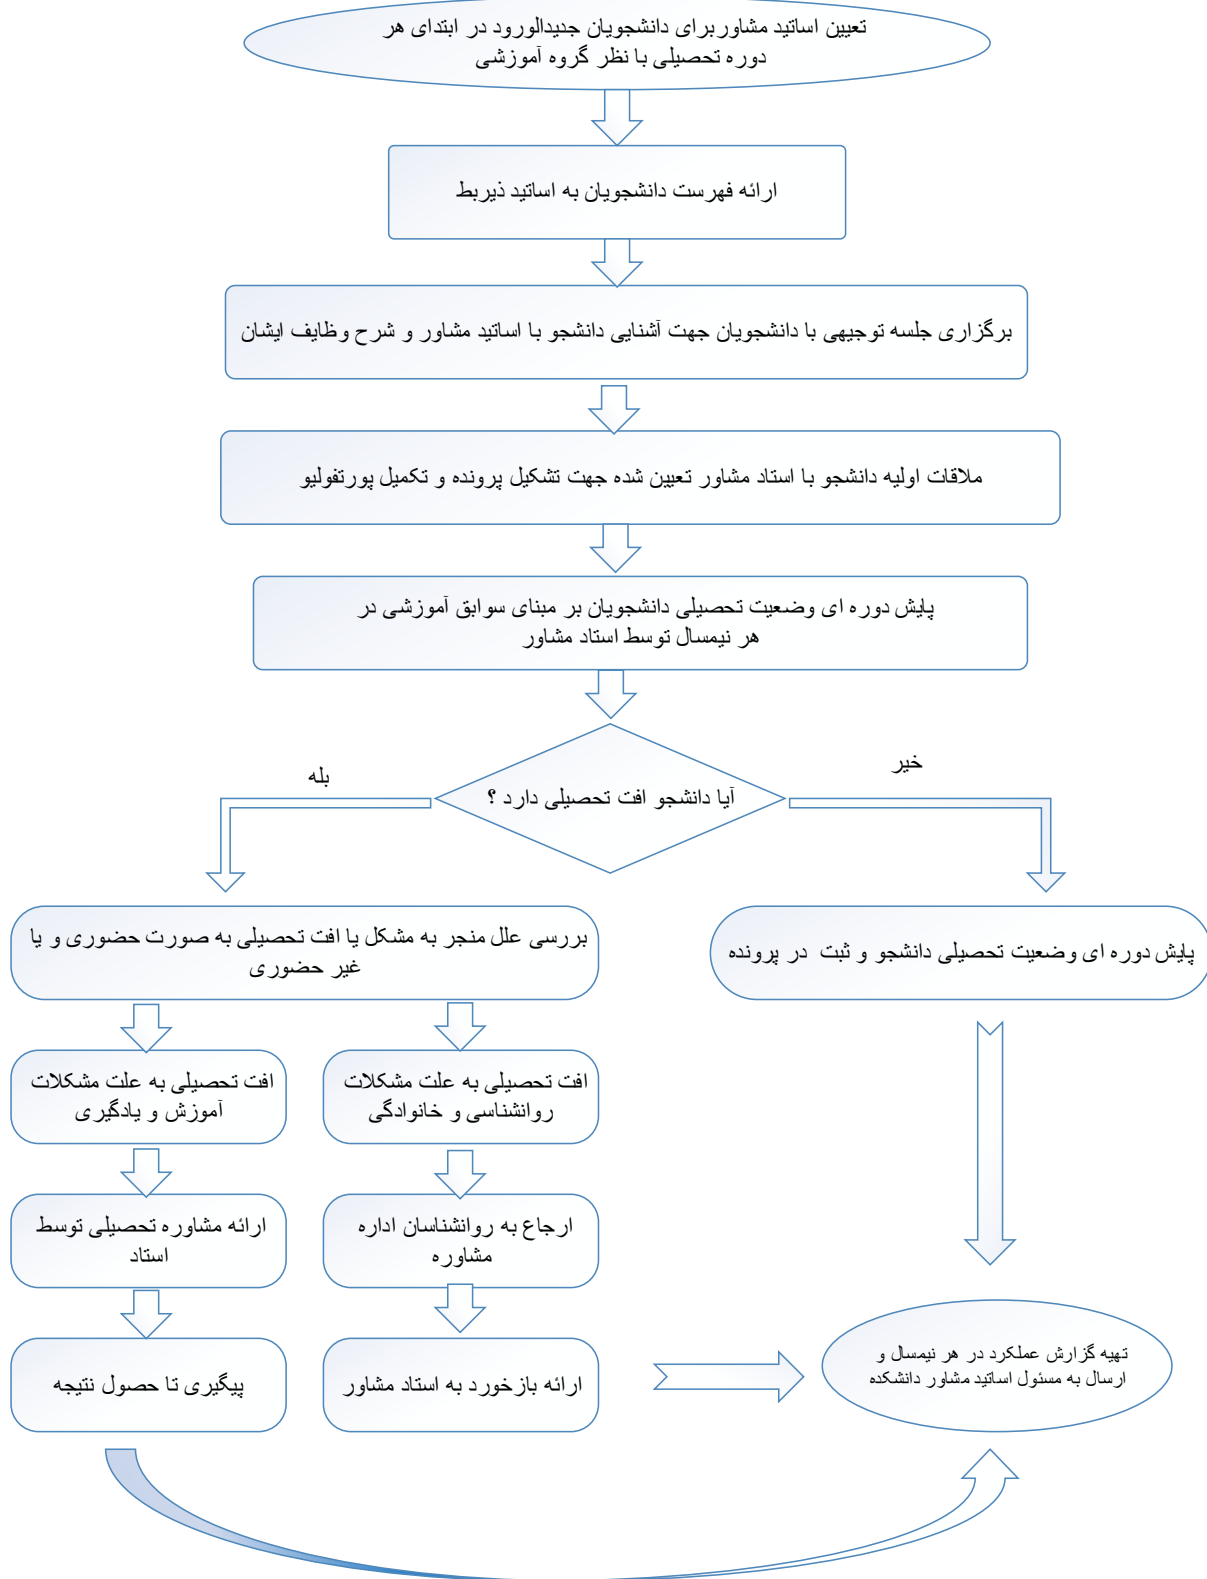 تعیین اساتید مشاوربرای دانشجویان جدیدالورود در ابتدای هر
دوره تحصیلی با نظر گروه آموزشی
ارائه فهرست دانشجویان به اساتید ذیربط
برگزاری جلسه توجیهی با دانشجویان جهت آشنایی دانشجو با اساتید مشاور و شرح وظایف ایشان
ملاقات اولیه دانشجو با استاد مشاور تعیین شده جهت تشکیل پرونده و تکمیل پورتفولیو
پایش دوره ای وضعیت تحصیلی دانشجویان بر مبنای سوابق آموزشی در
هر نیمسال توسط استاد مشاور
آیا دانشجو افت تحصیلی دارد ؟
خیر
بله
پایش دوره ای وضعیت تحصیلی دانشجو و ثبت در پرونده
بررسی علل منجر به مشکل یا افت تحصیلی به صورت حضوری و یا
غیر حضوری
افت تحصیلی به علت مشکلات
روانشناسی و خانوادگی
افت تحصیلی به علت مشکلات
آموزش و یادگیری
ارجاع به روانشناسان اداره
مشاوره
ارائه مشاوره تحصیلی توسط
استاد
ارائه بازخورد به استاد مشاور
پیگیری تا حصول نتیجه
تهیه گزارش عملکرد در هر نیمسال و
ارسال به مسئول اساتید مشاور دانشکده